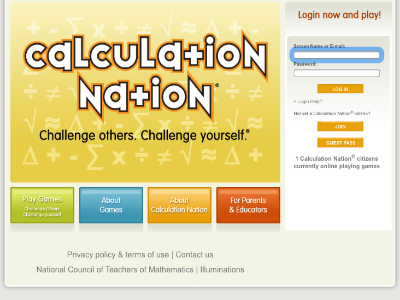 Login now and play!
CALCULATION
NATION®
Challenge others. Challenge yourself.®
Screen Name or E-mail:
Password:
LOG IN
> Login Help?
Not yet a Calculation Nation® citizen?
JOIN
GUEST PASS
1 Calculation Nation® citizens
currently online playing games
Play Games
Challenge Others
Challenge yourself
About
Games
About
Calculation Nation
For Parents
& Educators
Privacy policy & terms of use | Contact us
National Council of Teachers of Mathematics | Illuminations